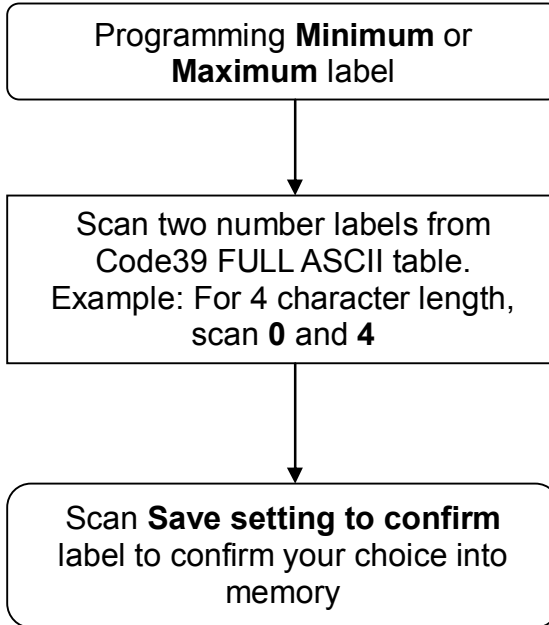 Programming Minimum or
Maximum label
Scan two number labels from
Code39 FULL ASCII table.
Example: For 4 character length,
scan 0 and 4
Scan Save setting to confirm
label to confirm your choice into
memory